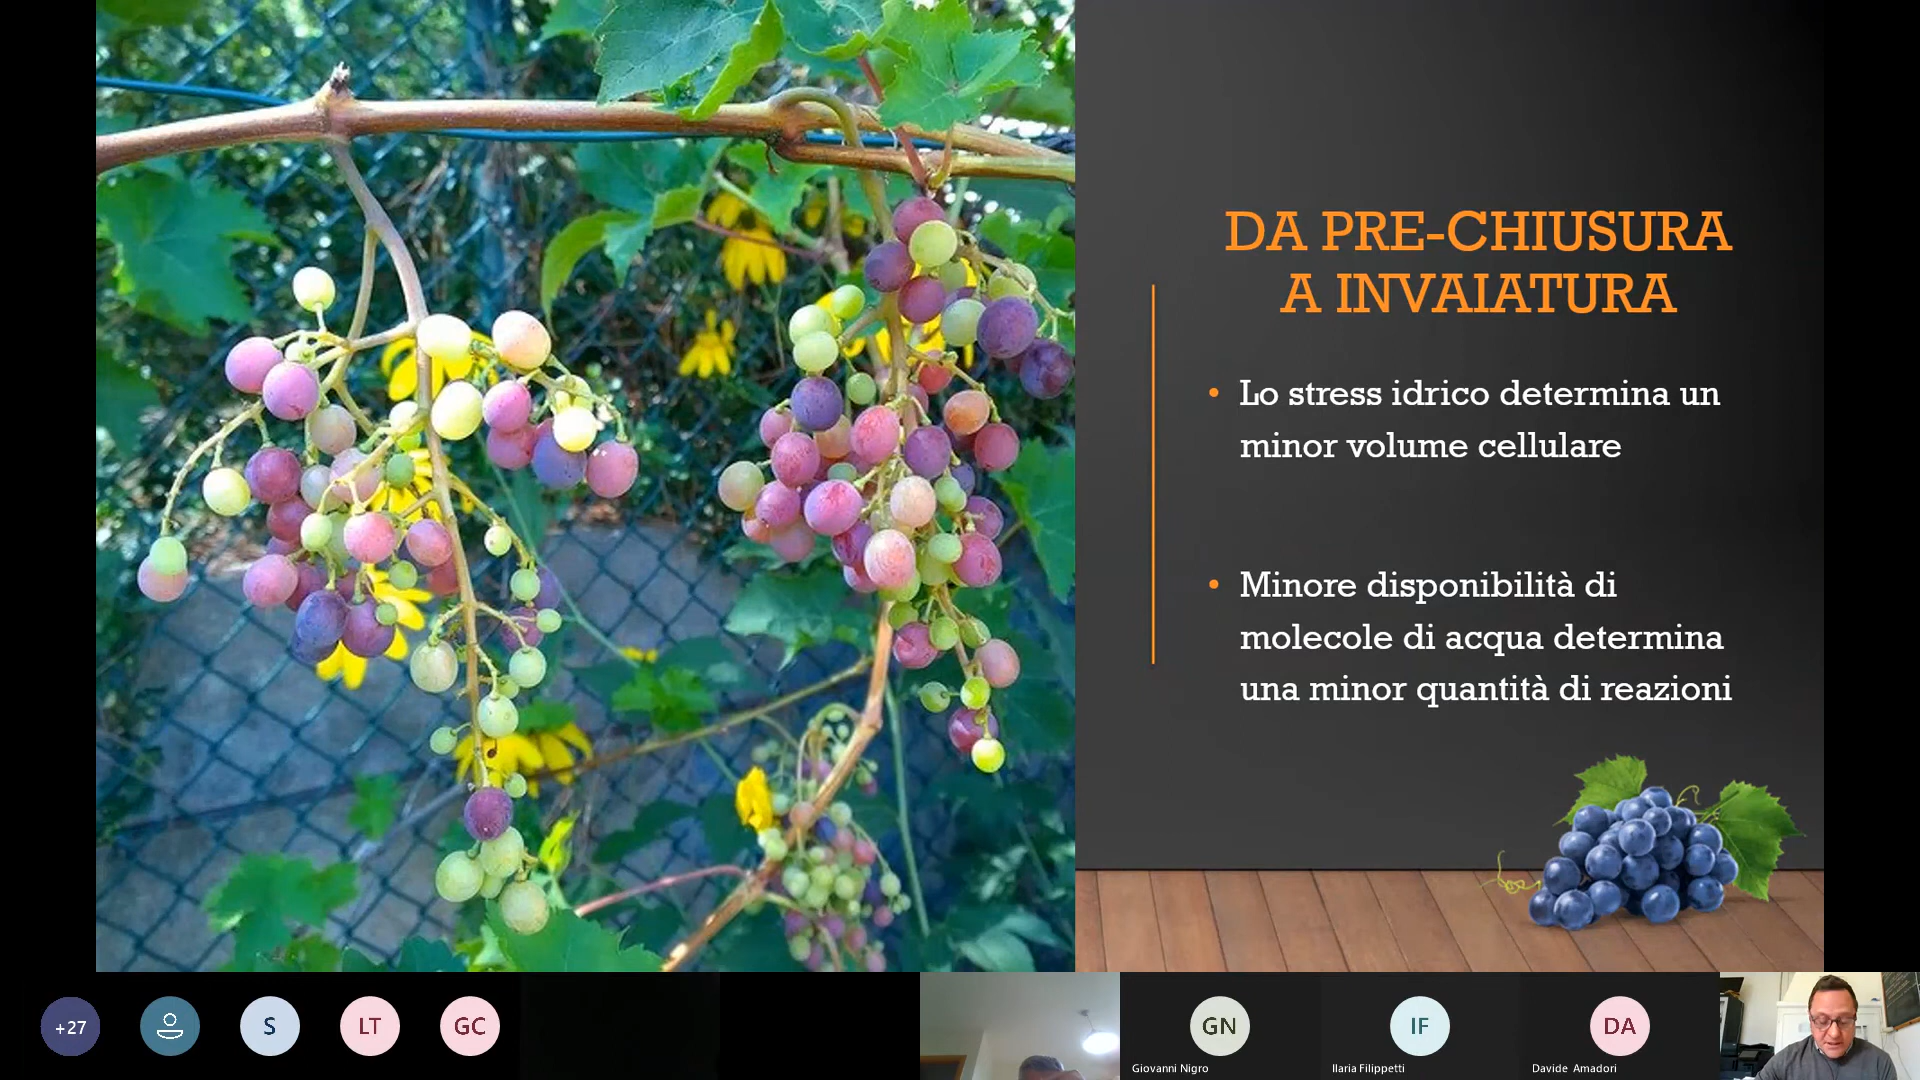 DA PRE-CHIUSURA
A INVAIATURA
• Lo stress idrico determina un
minor volume cellulare
• Minore disponibilità di
molecole di acqua determina
una minor quantità di reazioni
+27
S
LT
GC
GN
Giovanni Nigro
IF
Ilaria Filippetti
DA
Davide Amadori